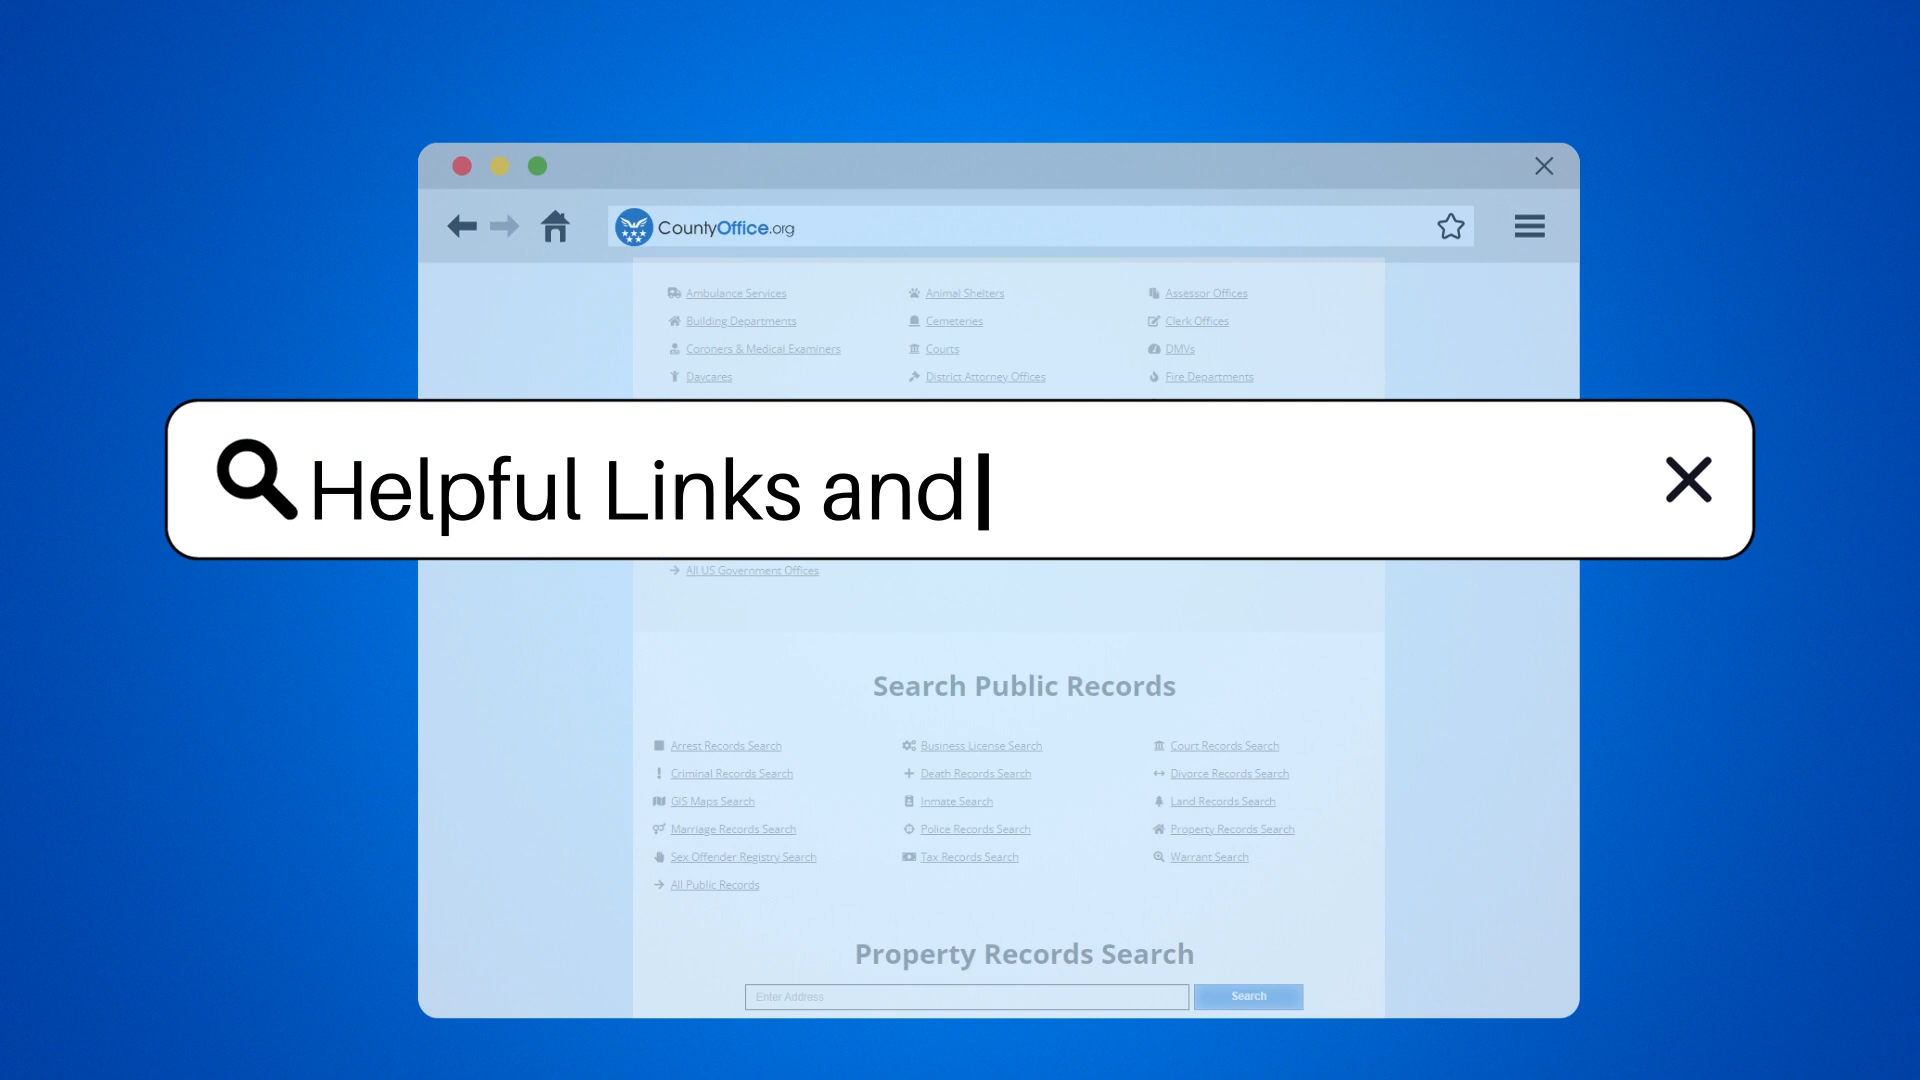 CountyOffice.org
Ambulance Services Animal Shelters Assessor Offices
Building Departments Cemeteries Clerk Offices
Coroners & Medical Examiners Courts DMVs
Daycares District Attorney Offices Fire Departments
Helpful Links and
All US Government Offices
Search Public Records
Arrest Records Search Business License Search Court Records Search
Criminal Records Search Death Records Search Divorce Records Search
GIS Maps Search Inmate Search Land Records Search
Marriage Records Search Police Records Search Property Records Search
Sex Offender Registry Search Tax Records Search Warrant Search
All Public Records
Property Records Search
Enter Address Search